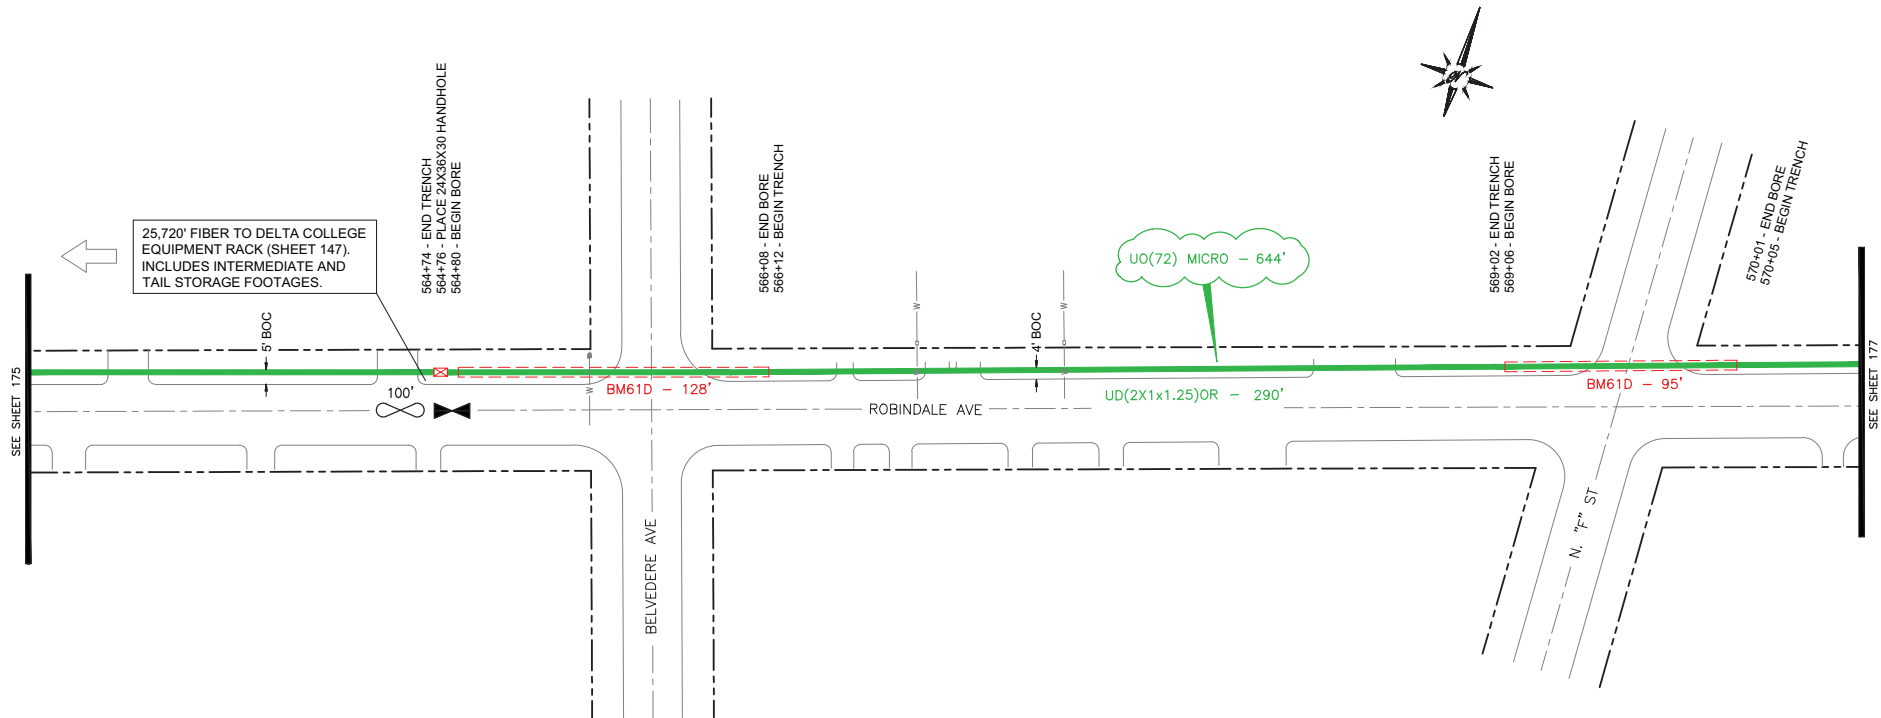 25,720' FIBER TO DELTA COLLEGE
EQUIPMENT RACK (SHEET 147).
INCLUDES INTERMEDIATE AND
TAIL STORAGE FOOTAGES.
564+74 - END TRENCH
564+76 - PLACE 24X36X30 HANDHOLE
564+80 - BEGIN BORE
566+08 - END BORE
566+12 - BEGIN TRENCH
UO(72) MICRO - 644'
569+02 - END TRENCH
569+06 - BEGIN BORE
570+01 - END BORE
570+05 - BEGIN TRENCH
N
SEE SHEET 175
5' BOC
100'
BM61D - 128'
W
W
W
W
W
4' BOC
UD(2X1x1.25)OR - 290'
BM61D - 95'
SEE SHEET 177
ROBINDALE AVE
BELVEDERE AVE
N. "F" ST